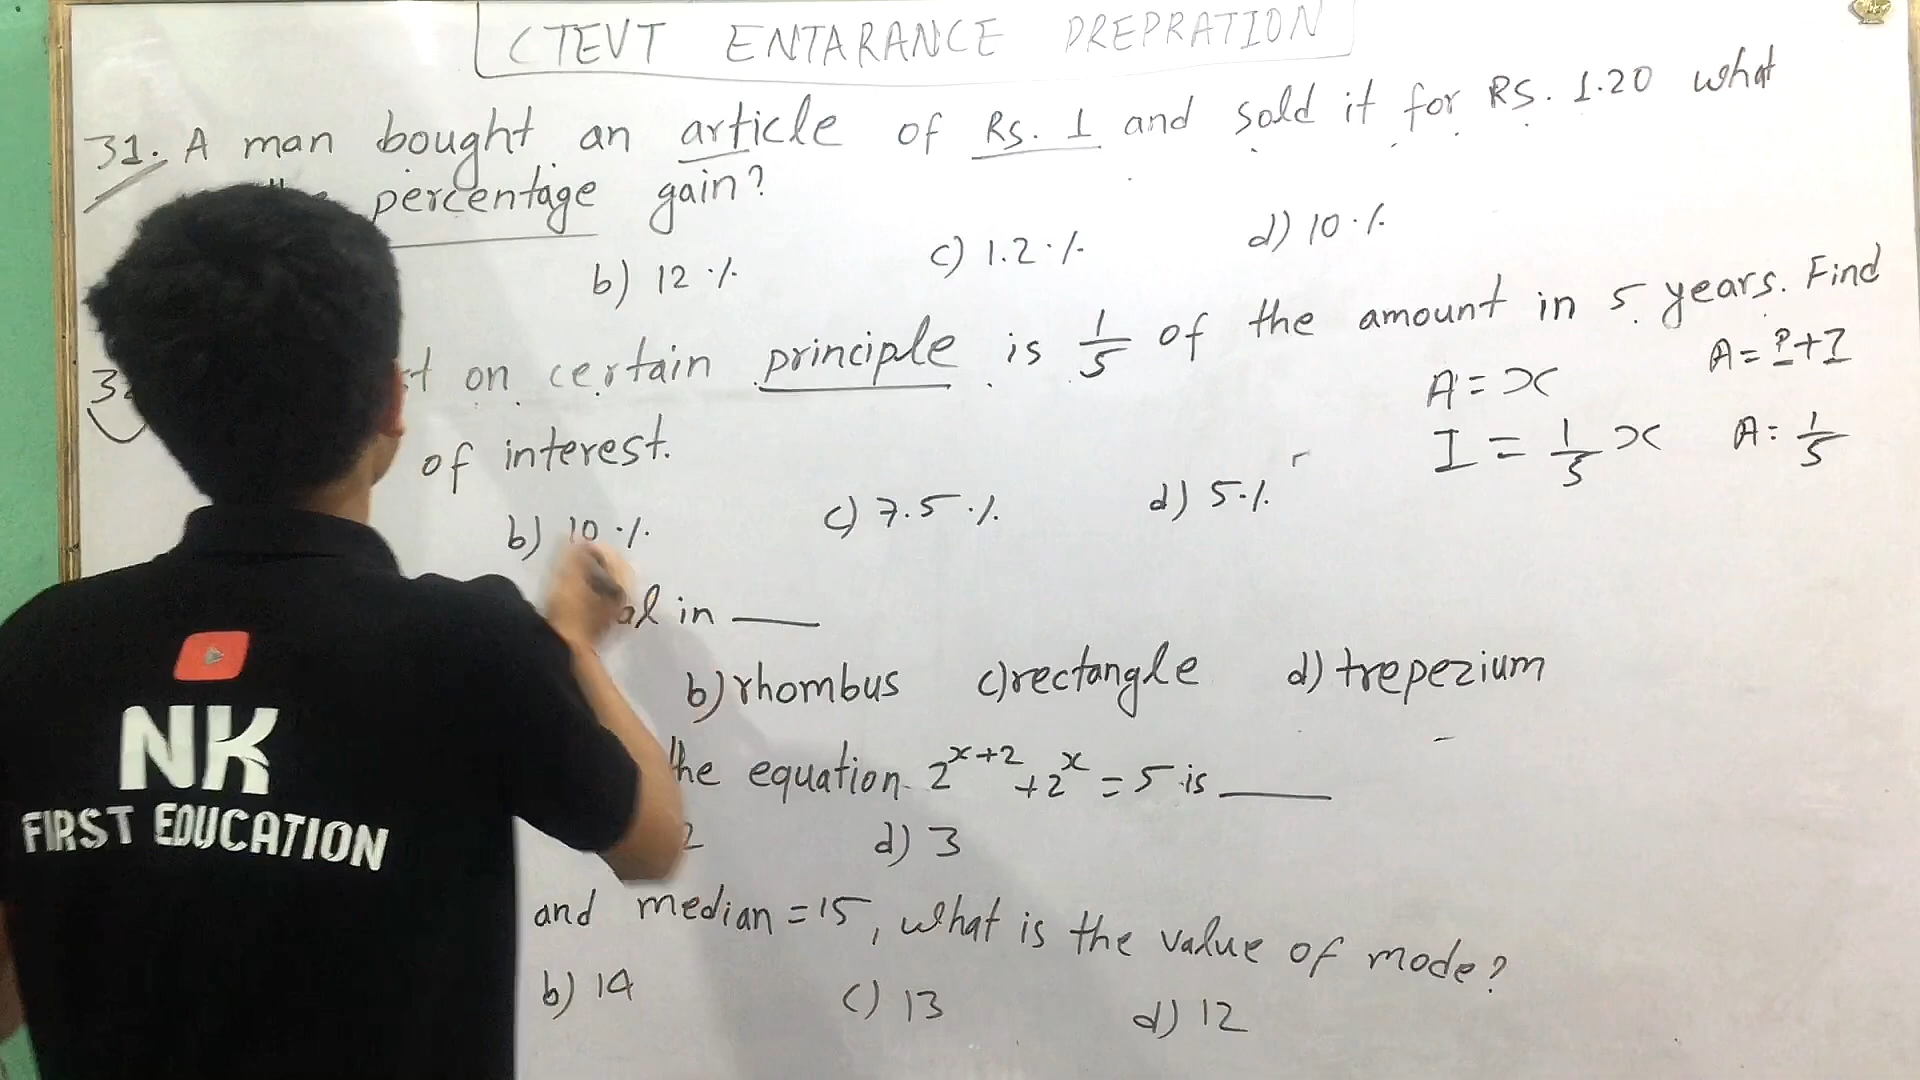 CTEVT ENTARANCE PREPRATION
31. A man bought an article of Rs. 1 and sold it for RS. 1.20 what
percentage gain?
b) 12 % c) 1.2 % d) 10 %
on certain principle is 1/5 of the amount in 5 years. Find
A = P+I
A = x
of interest.
I = 1/5 x A = 1/5
b) 10 % c) 7.5 % d) 5 %
in ____
b) rhombus c) rectangle d) trepezium
the equation 2^x+2 + 2^x = 5 is ____
2 d) 3
and median = 15, what is the value of mode?
b) 14 c) 13 d) 12
NK
FIRST EDUCATION